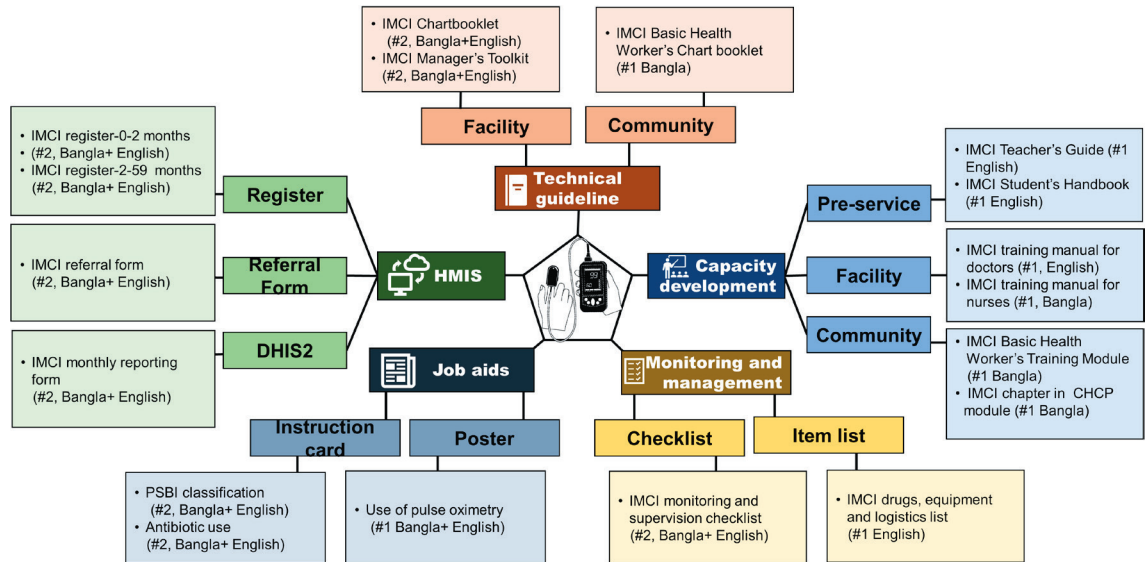 • IMCI Chartbooklet
(#2, Bangla+English)
• IMCI Manager's Toolkit
(#2, Bangla+English)
• IMCI Basic Health
Worker's Chart booklet
(#1 Bangla)
Facility
Community
Technical
guideline
• IMCI register-0-2 months
• (#2, Bangla+ English)
• IMCI register-2-59 months
(#2, Bangla+ English)
Register
• IMCI referral form
(#2, Bangla+ English)
Referral
Form
• IMCI monthly reporting
form
(#2, Bangla+ English)
DHIS2
HMIS
Capacity
development
Pre-service
• IMCI Teacher's Guide (#1
English)
• IMCI Student's Handbook
(#1 English)
Facility
• IMCI training manual for
doctors (#1, English)
• IMCI training manual for
nurses (#1, Bangla)
Community
• IMCI Basic Health
Worker's Training Module
(#1 Bangla)
• IMCI chapter in CHCP
module (#1 Bangla)
Job aids
Instruction
card
Poster
• PSBI classification
(#2, Bangla+ English)
• Antibiotic use
(#2, Bangla+ English)
• Use of pulse oximetry
(#1 Bangla+ English)
Monitoring and
management
Checklist
Item list
• IMCI monitoring and
supervision checklist
(#2, Bangla+ English)
• IMCI drugs, equipment
and logistics list
(#1 English)